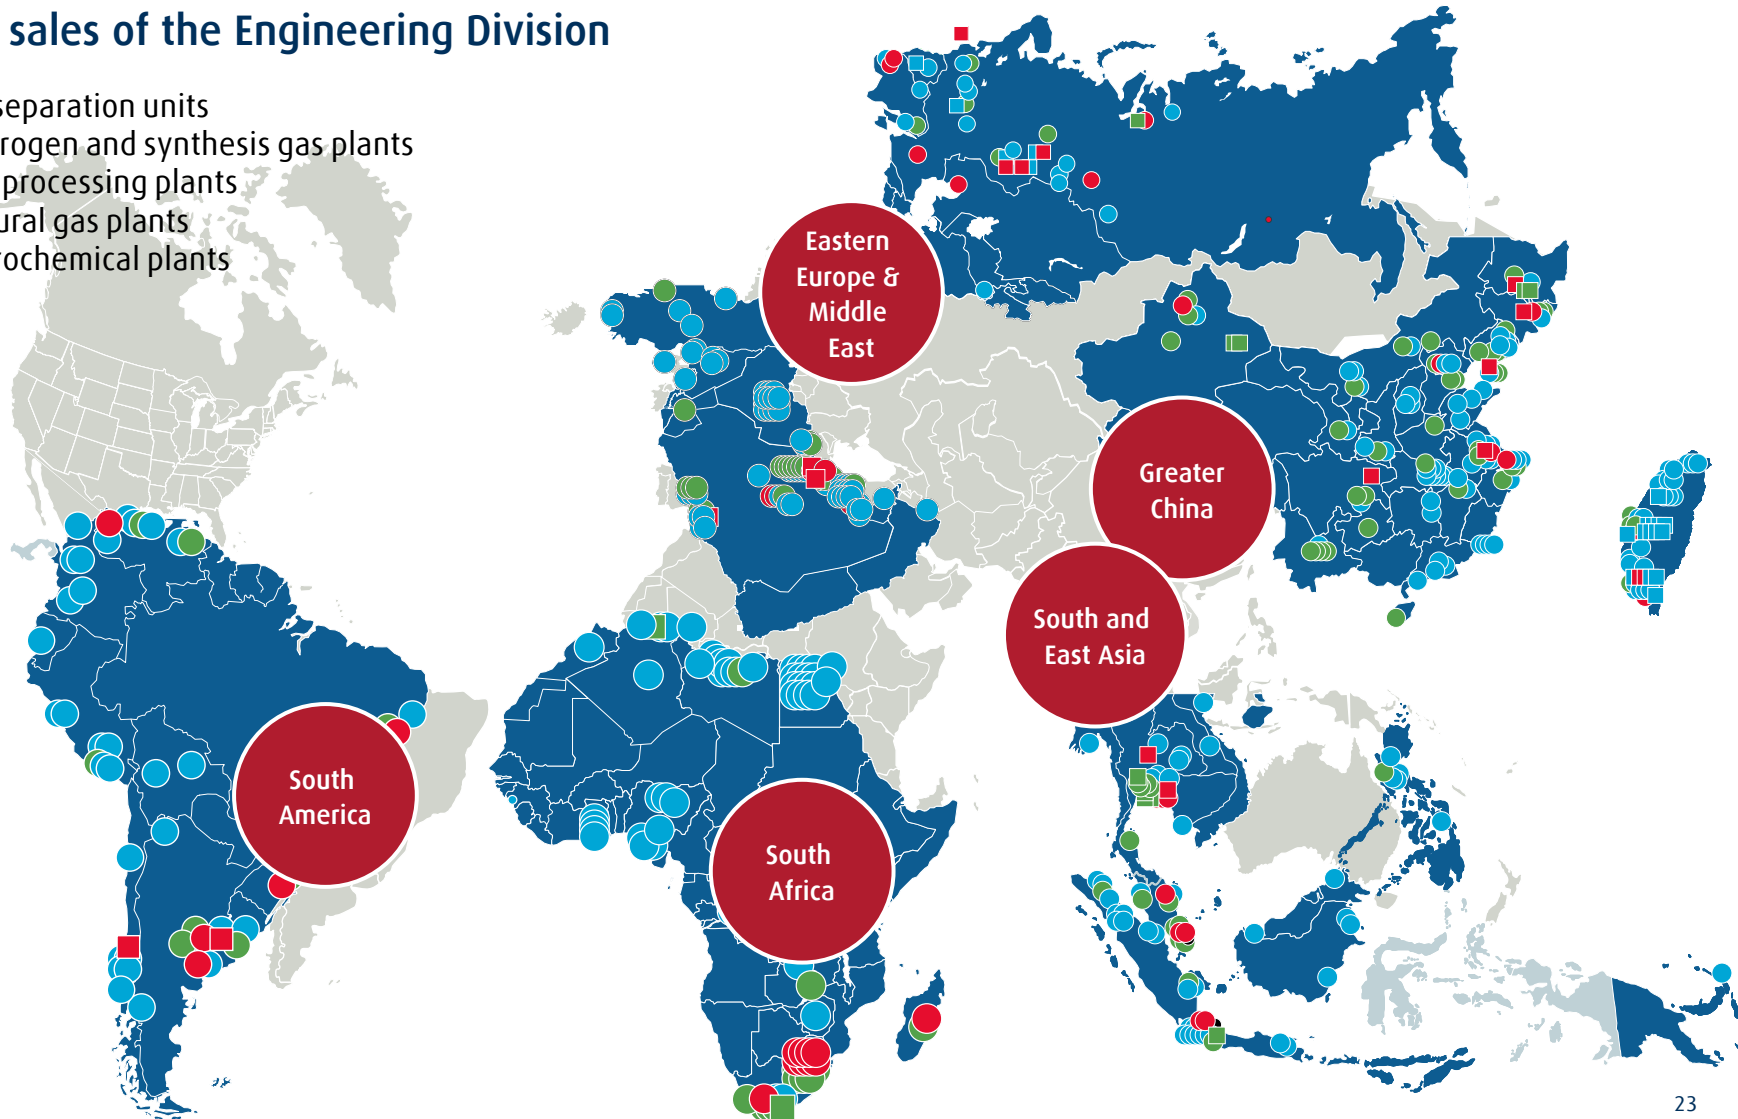 sales of the Engineering Division
separation units
rogen and synthesis gas plants
processing plants
ural gas plants
rochemical plants
Eastern
Europe &
Middle
East
Greater
China
South and
East Asia
South
America
South
Africa
23